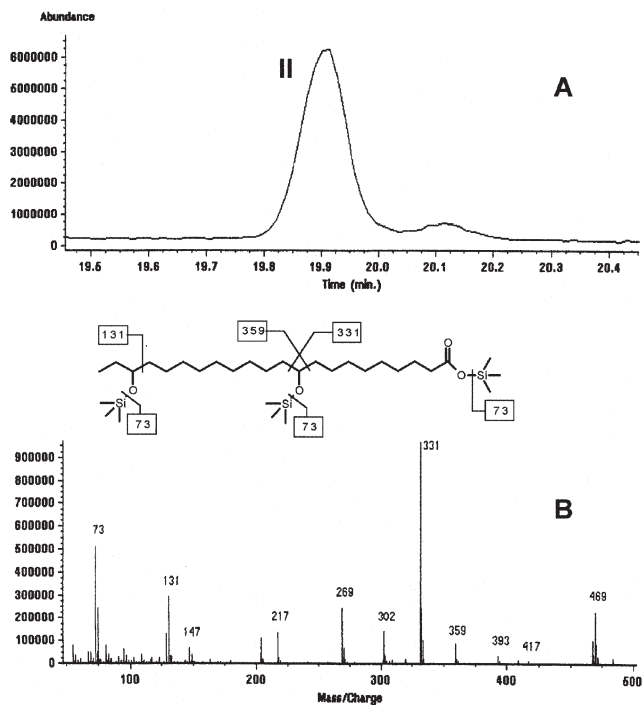 Abundance
6000000
5000000
4000000
3000000
2000000
1000000
0
II
A
19.5 19.6 19.7 19.8 19.9 20.0 20.1 20.2 20.3 20.4
Time (min.)
131
359
331
O
O
Si
73
O
Si
73
O
Si
73
900000
800000
700000
600000
500000
400000
300000
200000
100000
0
B
73
131
147
217
269
302
331
359
393
417
469
100 200 300 400 500
Mass/Charge